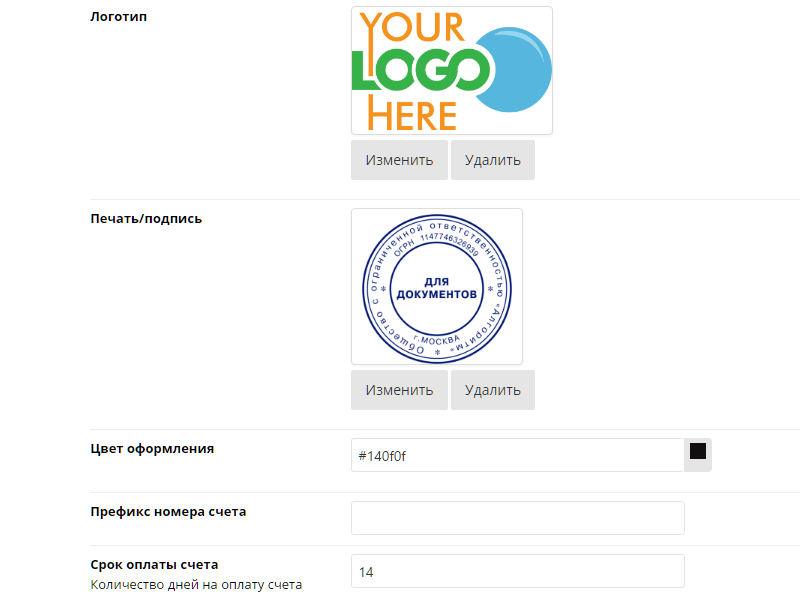 Логотип
YOUR
LOGO
HERE
Изменить Удалить
Печать/подпись
Общество с ограниченной ответственностью «Алгоритм»
ОГРН 1147746326939
ДЛЯ
ДОКУМЕНТОВ
г.МОСКВА
Изменить Удалить
Цвет оформления #140f0f
Префикс номера счета
Срок оплаты счета
Количество дней на оплату счета
14